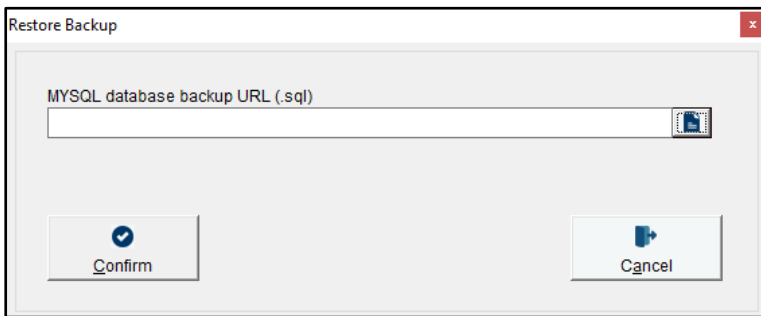 Restore Backup
x
MYSQL database backup URL (.sql)
Confirm
Cancel